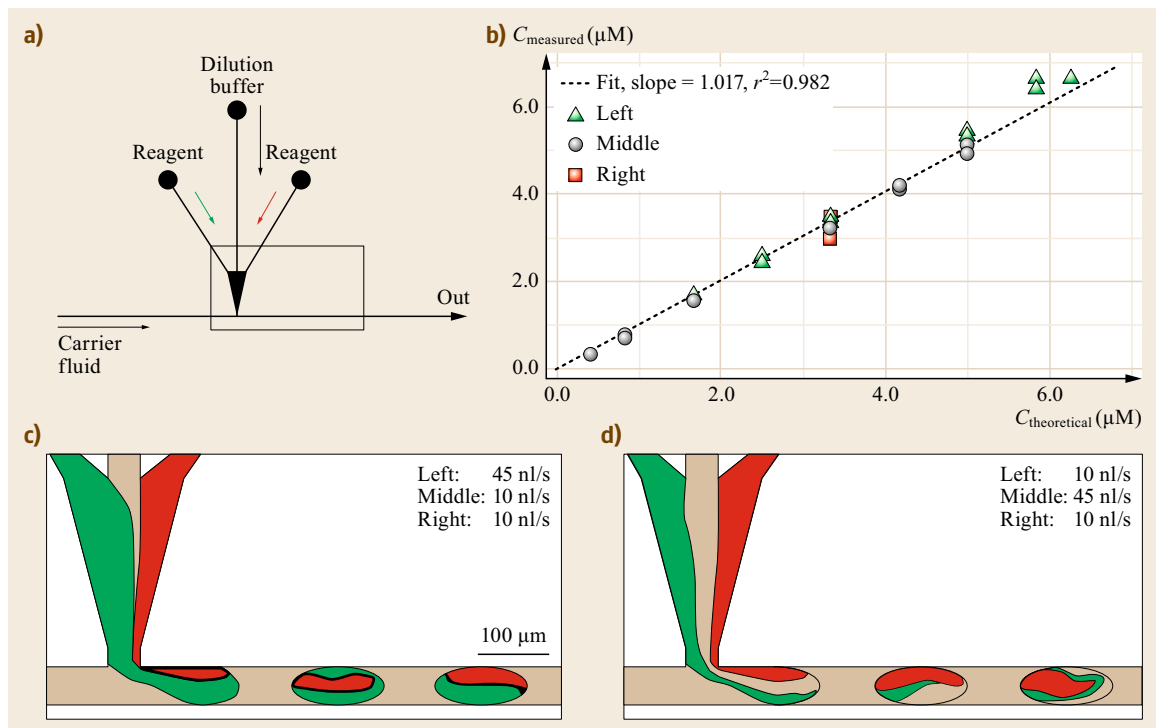 a)
Dilution
buffer
Reagent Reagent
Out
Carrier
fluid
b) C_measured (μM)
Fit, slope = 1.017, r²=0.982
Left
Middle
Right
6.0
4.0
2.0
0.0
0.0 2.0 4.0 6.0
C_theoretical (μM)
c)
Left: 45 nl/s
Middle: 10 nl/s
Right: 10 nl/s
100 μm
d)
Left: 10 nl/s
Middle: 45 nl/s
Right: 10 nl/s